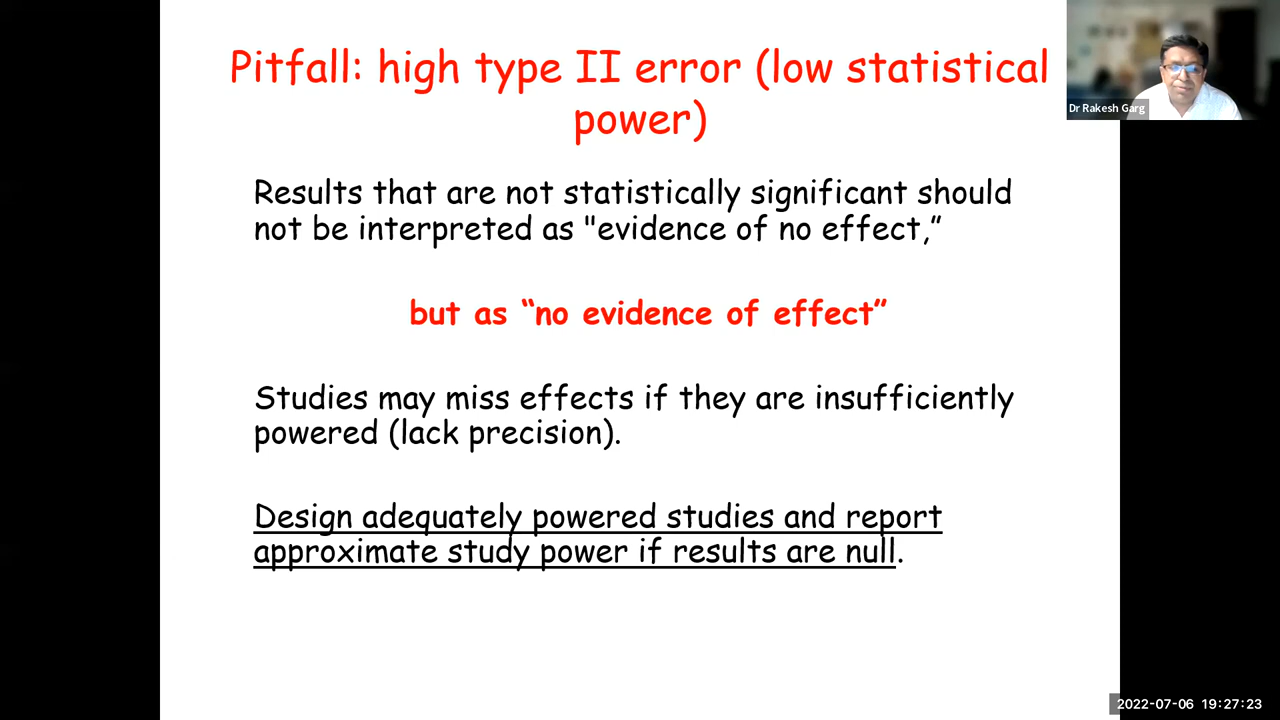 Pitfall: high type II error (low statistical
power)
Dr Rakesh Garg
Results that are not statistically significant should
not be interpreted as "evidence of no effect,”
but as “no evidence of effect”
Studies may miss effects if they are insufficiently
powered (lack precision).
Design adequately powered studies and report
approximate study power if results are null.
2022-07-06 19:27:23